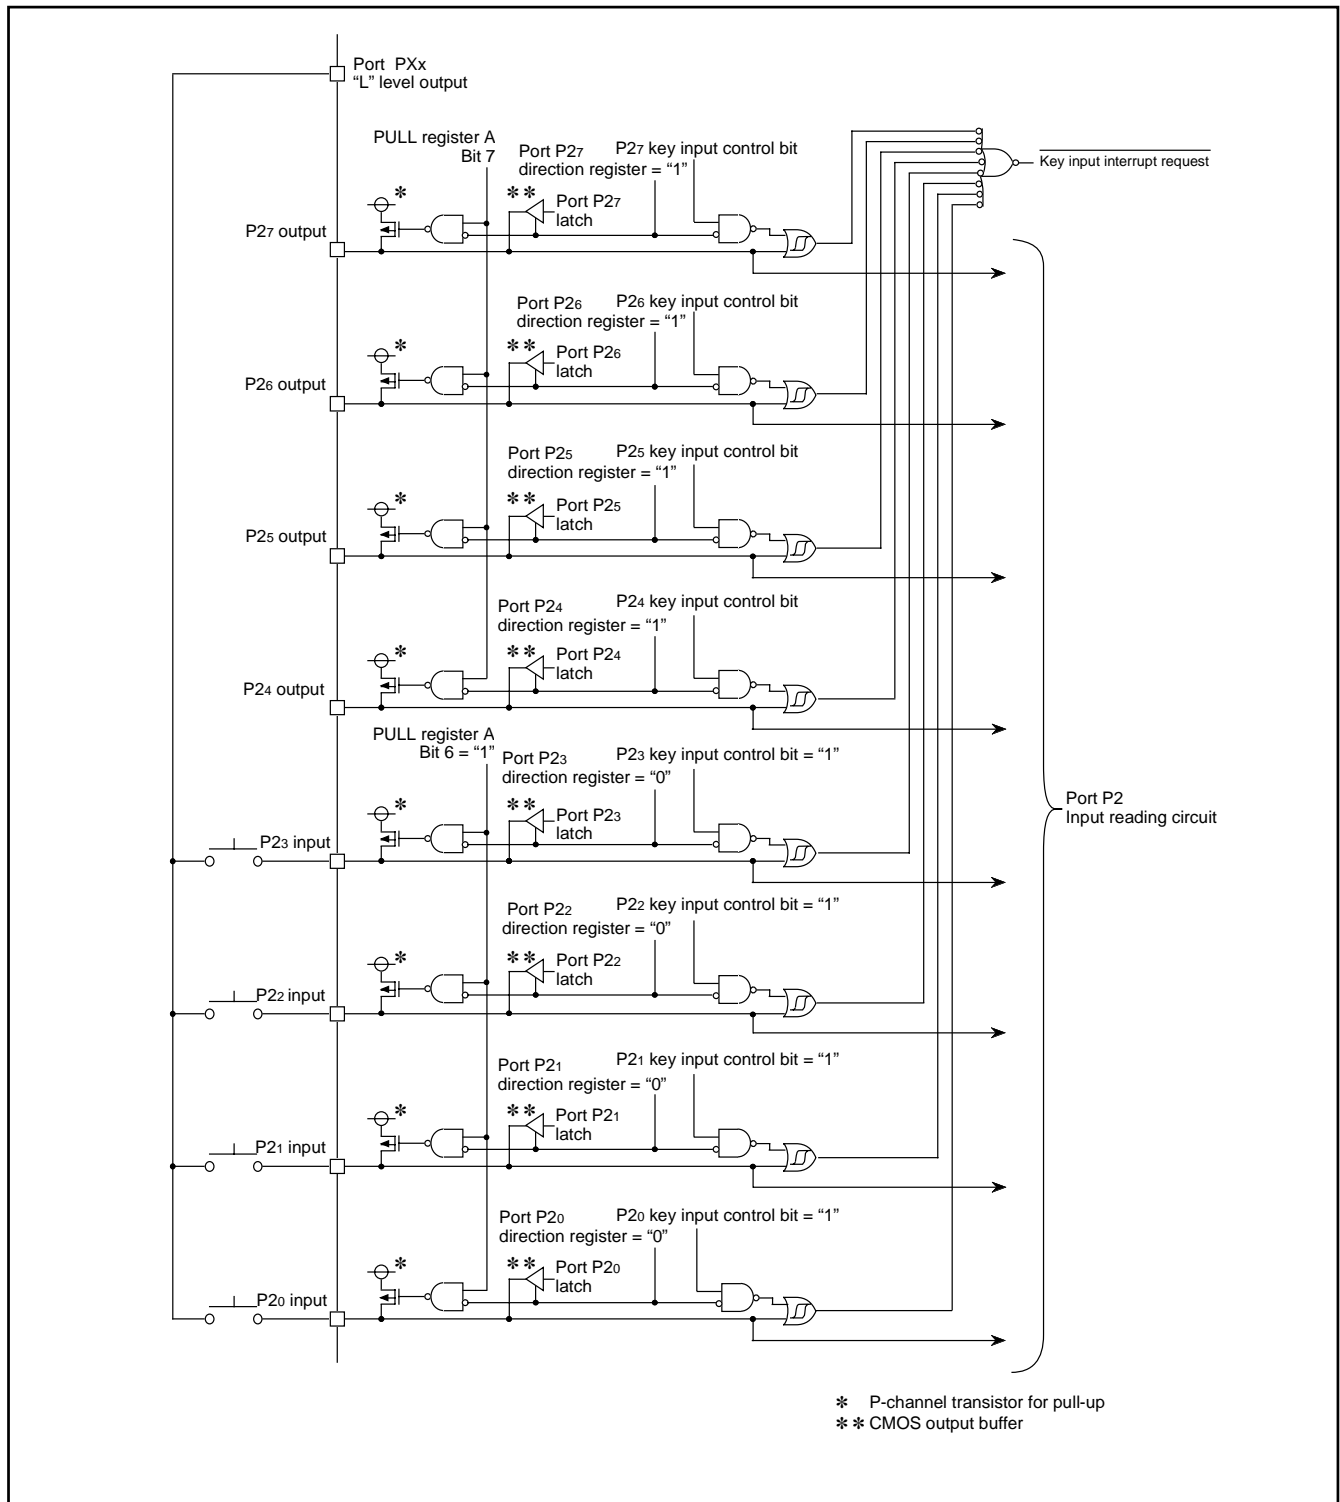 Port PXx
“L” level output
PULL register A
Bit 7
Port P27
direction register = “1”
P27 key input control bit
Key input interrupt request
*
**
Port P27
latch
P27 output
Port P26
direction register = “1”
P26 key input control bit
*
**
Port P26
latch
P26 output
Port P25
direction register = “1”
P25 key input control bit
*
**
Port P25
latch
P25 output
Port P24
direction register = “1”
P24 key input control bit
*
**
Port P24
latch
P24 output
PULL register A
Bit 6 = “1”
Port P23
direction register = “0”
P23 key input control bit = “1”
*
**
Port P23
latch
P23 input
Port P2
Input reading circuit
Port P22
direction register = “0”
P22 key input control bit = “1”
*
**
Port P22
latch
P22 input
Port P21
direction register = “0”
P21 key input control bit = “1”
*
**
Port P21
latch
P21 input
Port P20
direction register = “0”
P20 key input control bit = “1”
*
**
Port P20
latch
P20 input
* P-channel transistor for pull-up
** CMOS output buffer